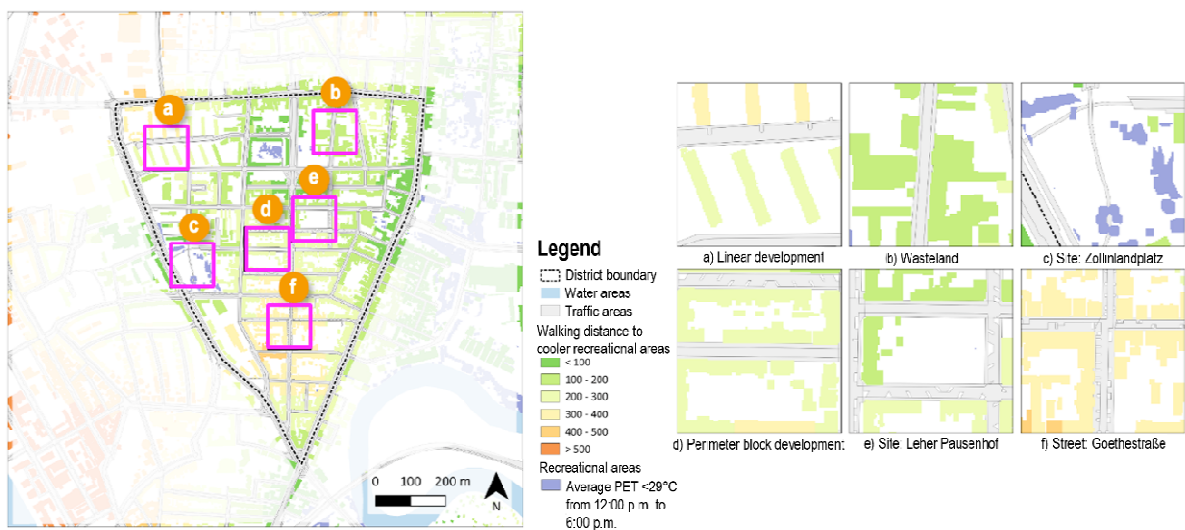 a
b
e
d
c
f
0 100 200 m
N
Legend
District boundary
Water areas
Traffic areas
Walking distance to
cooler recreational areas
< 100
100 - 200
200 - 300
300 - 400
400 - 500
> 500
Recreational areas
Average PET <29°C
from 12:00 p.m. to
6:00 p.m.
a) Linear development
b) Wasteland
c) Site: Zollinlandplatz
d) Perimeter block development
e) Site: Leher Pausenhof
f) Street: Goethestraße